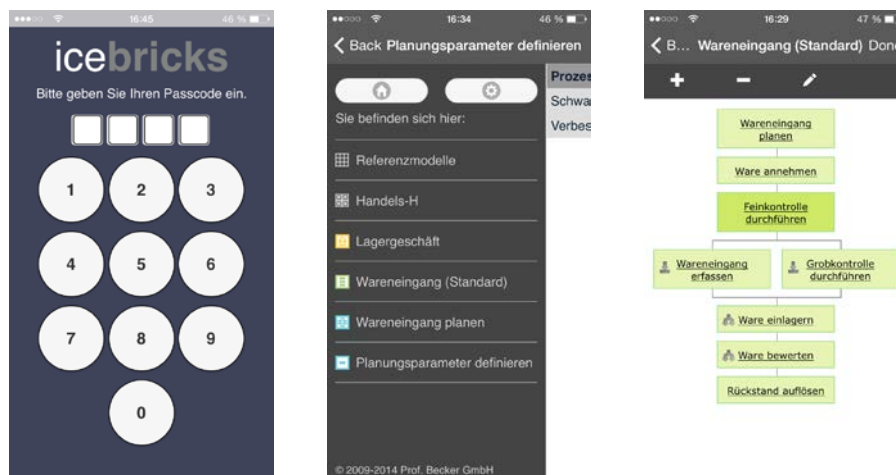 16:45
46 %
icebricks
Bitte geben Sie Ihren Passcode ein.
1
2
3
4
5
6
7
8
9
0
16:34
46 %
Back Planungsparameter definieren
Sie befinden sich hier:
Referenzmodelle
Handels-H
Lagergeschäft
Wareneingang (Standard)
Wareneingang planen
Planungsparameter definieren
© 2009-2014 Prof. Becker GmbH
Prozes
Schwa
Verbes
16:29
47 %
B... Wareneingang (Standard) Done
Wareneingang
planen
Ware annehmen
Feinkontrolle
durchführen
Wareneingang
erfassen
Grobkontrolle
durchführen
Ware einlagern
Ware bewerten
Rückstand auflösen